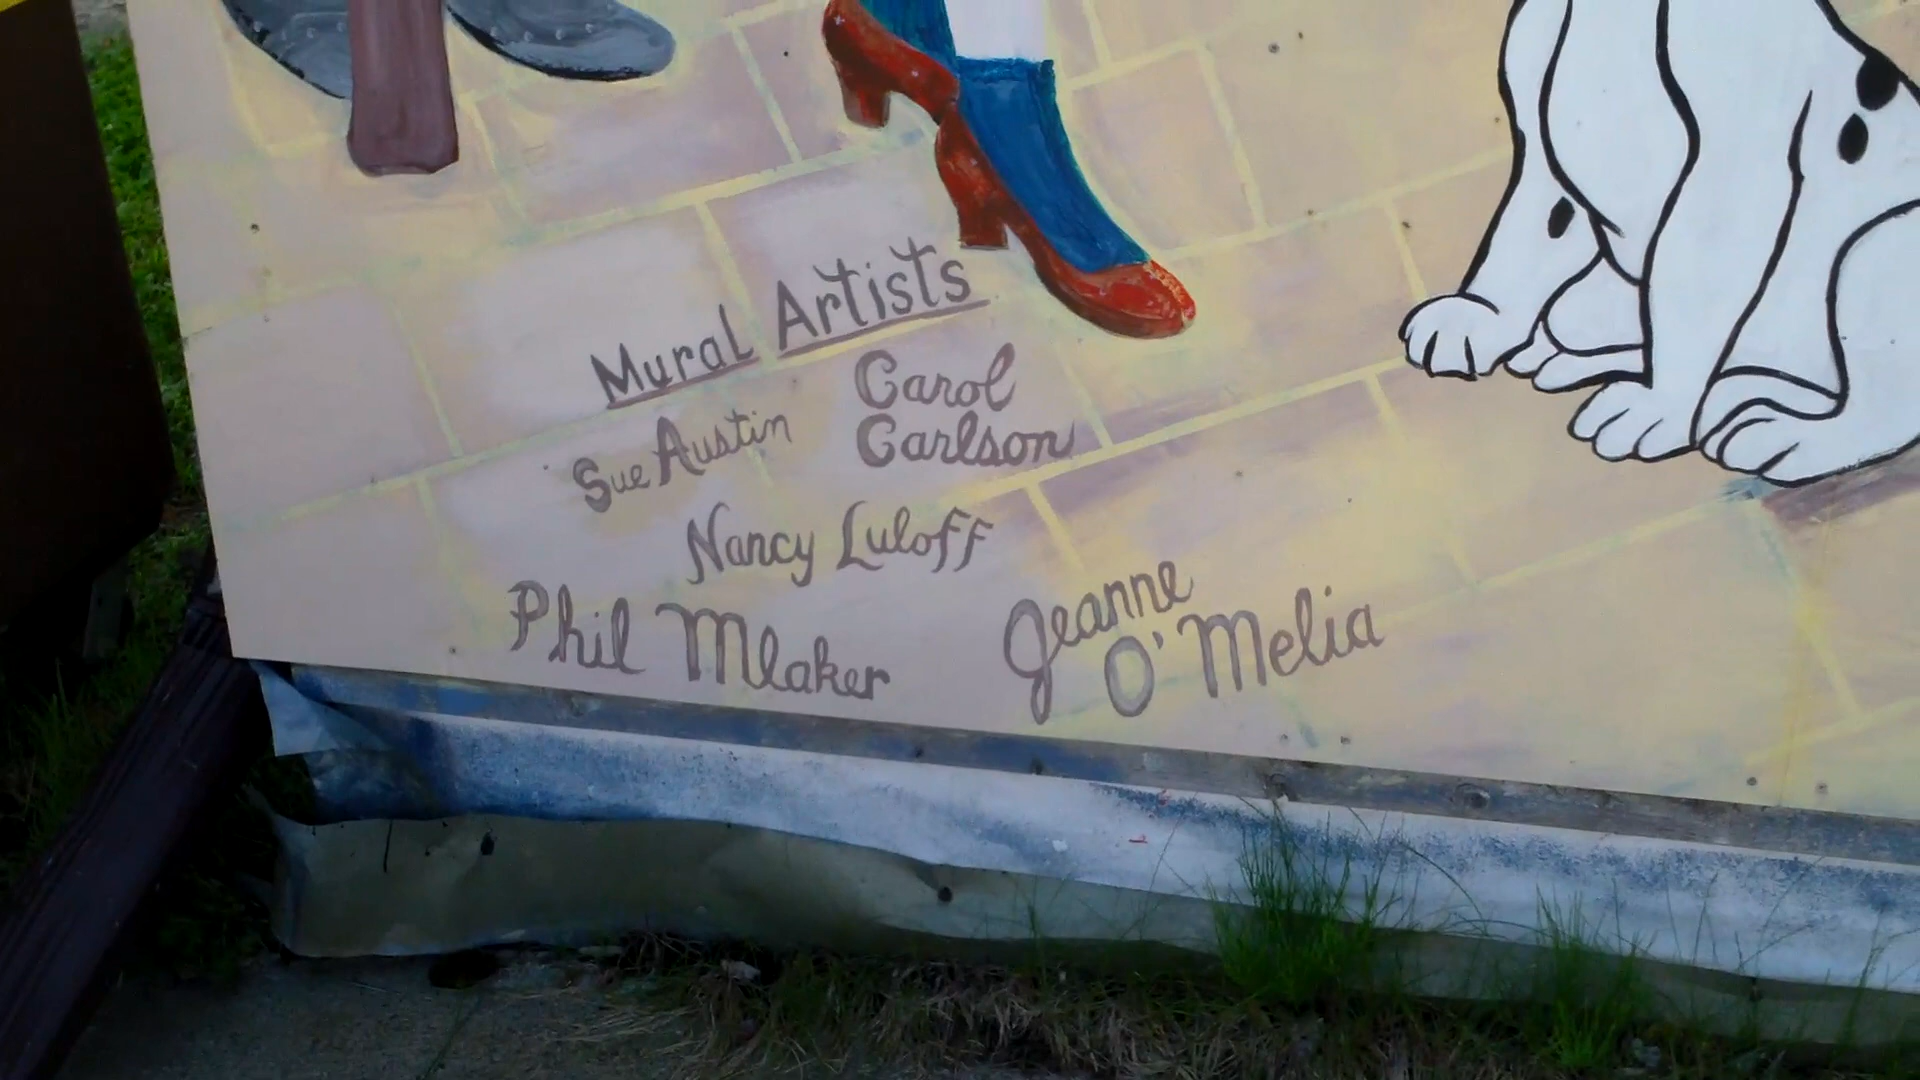 Mural Artists
Sue Austin
Carol
Carlson
Nancy Luloff
Phil Mlaker
Jeanne
O'Melia